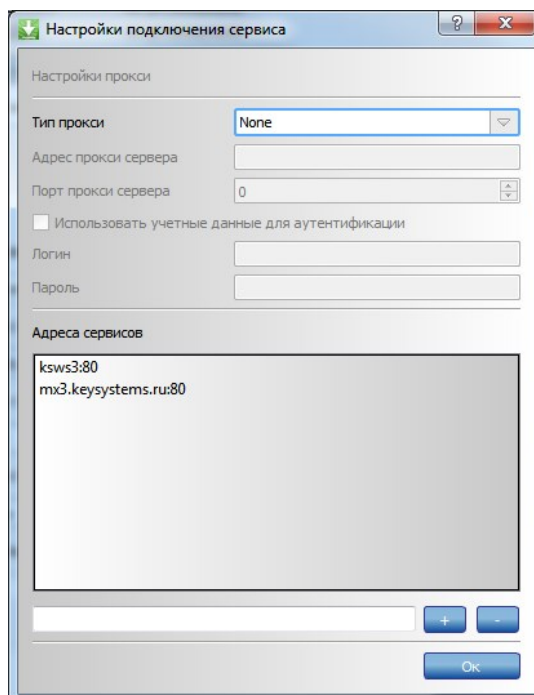 Настройки подключения сервиса
?
Настройки прокси
Тип прокси None
Адрес прокси сервера
Порт прокси сервера 0
Использовать учетные данные для аутентификации
Логин
Пароль
Адреса сервисов
ksws3:80
mx3.keysystems.ru:80
+ -
Ок